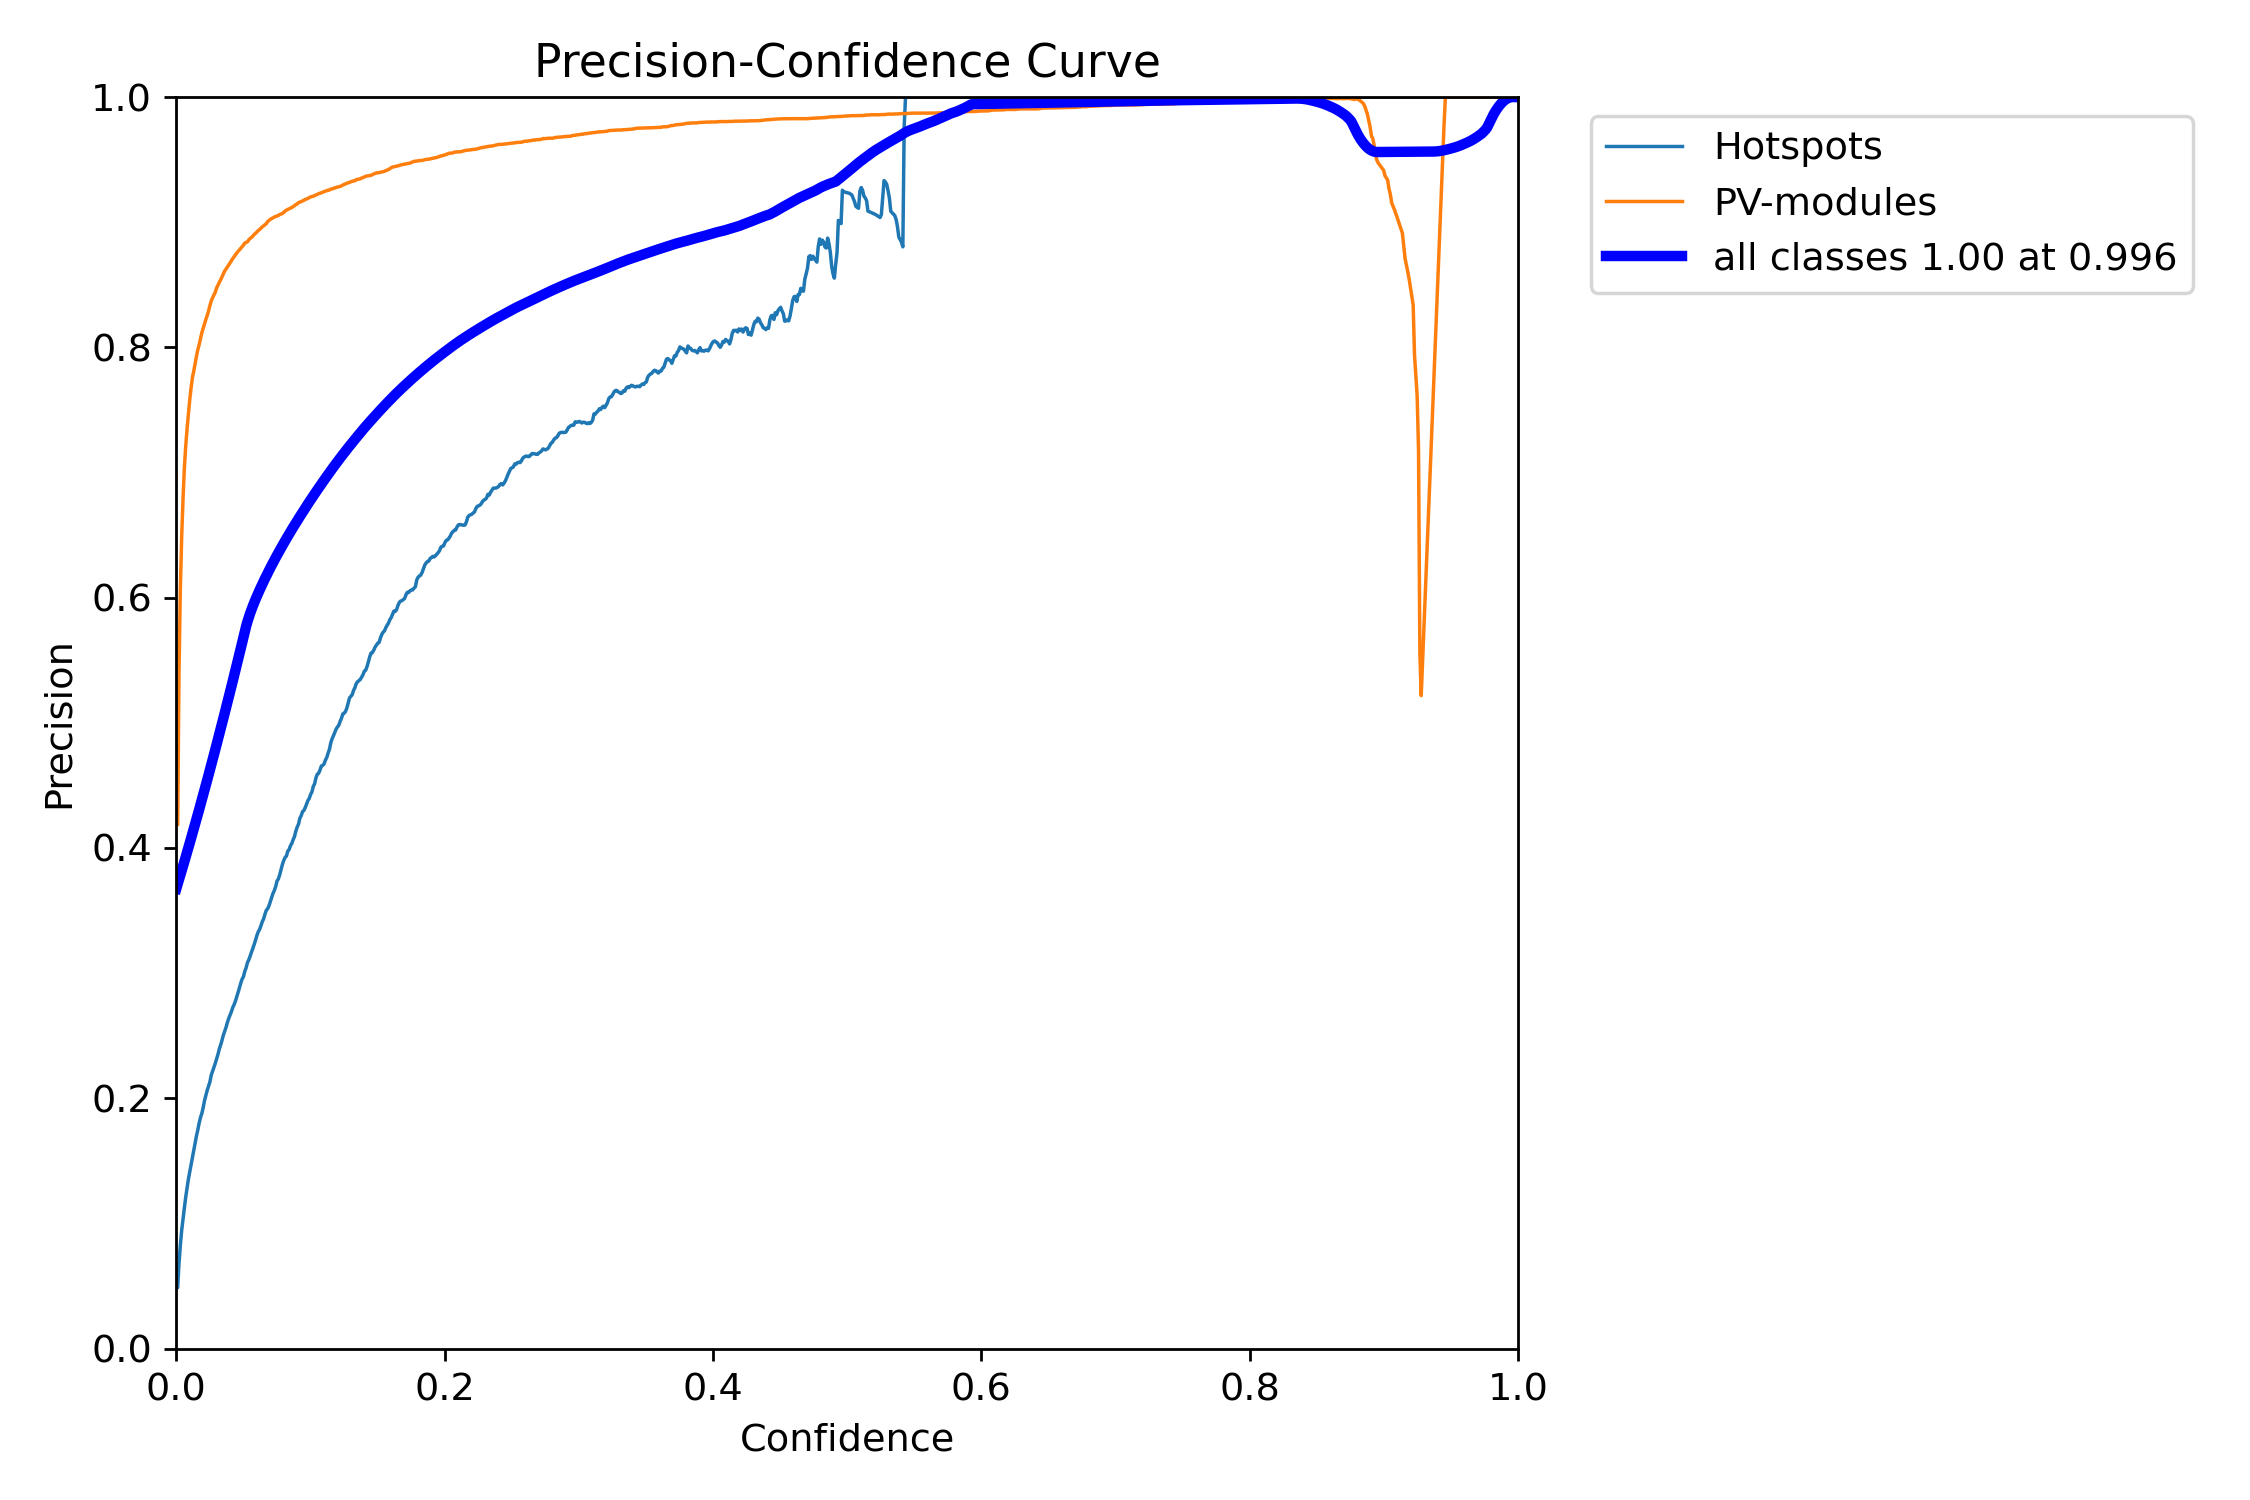 Precision-Confidence Curve
1.0
0.8
0.6
0.4
0.2
0.0
Precision
0.0 0.2 0.4 0.6 0.8 1.0
Confidence
Hotspots
PV-modules
all classes 1.00 at 0.996